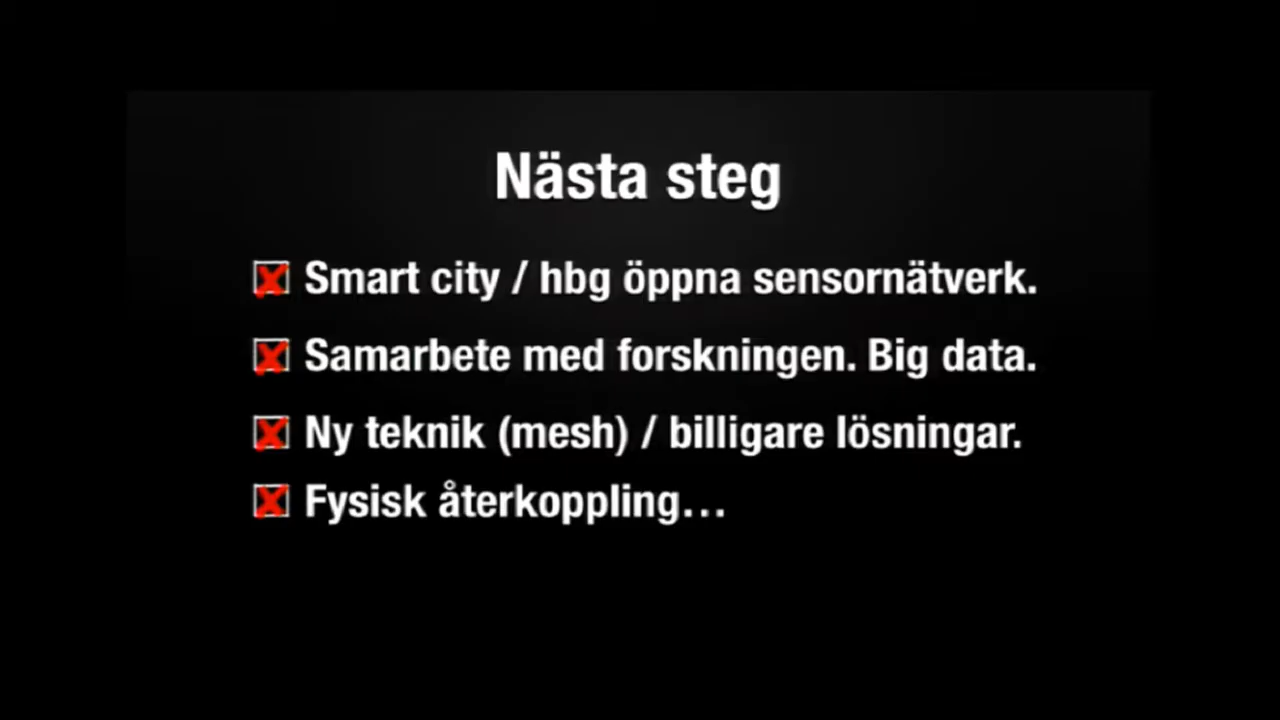 Nästa steg
Smart city / hbg öppna sensornätverk.
Samarbete med forskningen. Big data.
Ny teknik (mesh) / billigare lösningar.
Fysisk återkoppling…